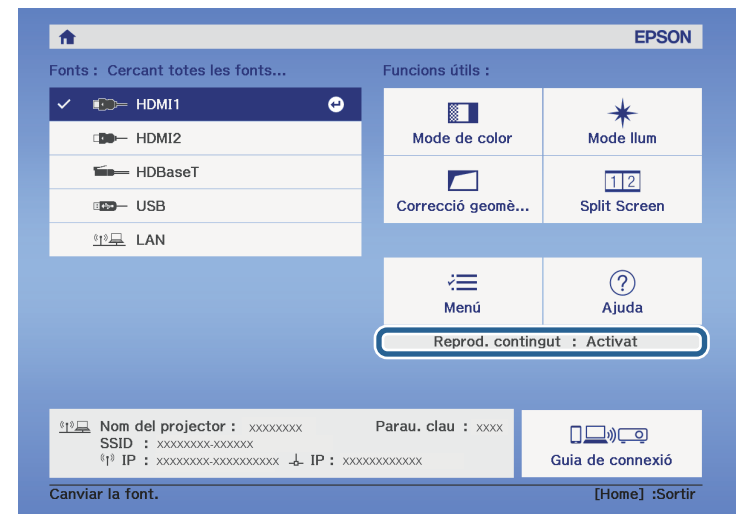 EPSON
Fonts : Cercant totes les fonts...
Funcions útils :
HDMI1
HDMI2
HDBaseT
USB
LAN
Mode de color
Mode llum
Correcció geomè...
1 2
Split Screen
Menú
? Ajuda
Reprod. contingut : Activat
Nom del projector : xxxxxxxx Parau. clau : xxxx
SSID : xxxxxxxx-xxxxxx
IP : xxxxxxxx-xxxxxxxxxx IP : xxxxxxxxxxxx
Guia de connexió
Canviar la font.
[Home] :Sortir